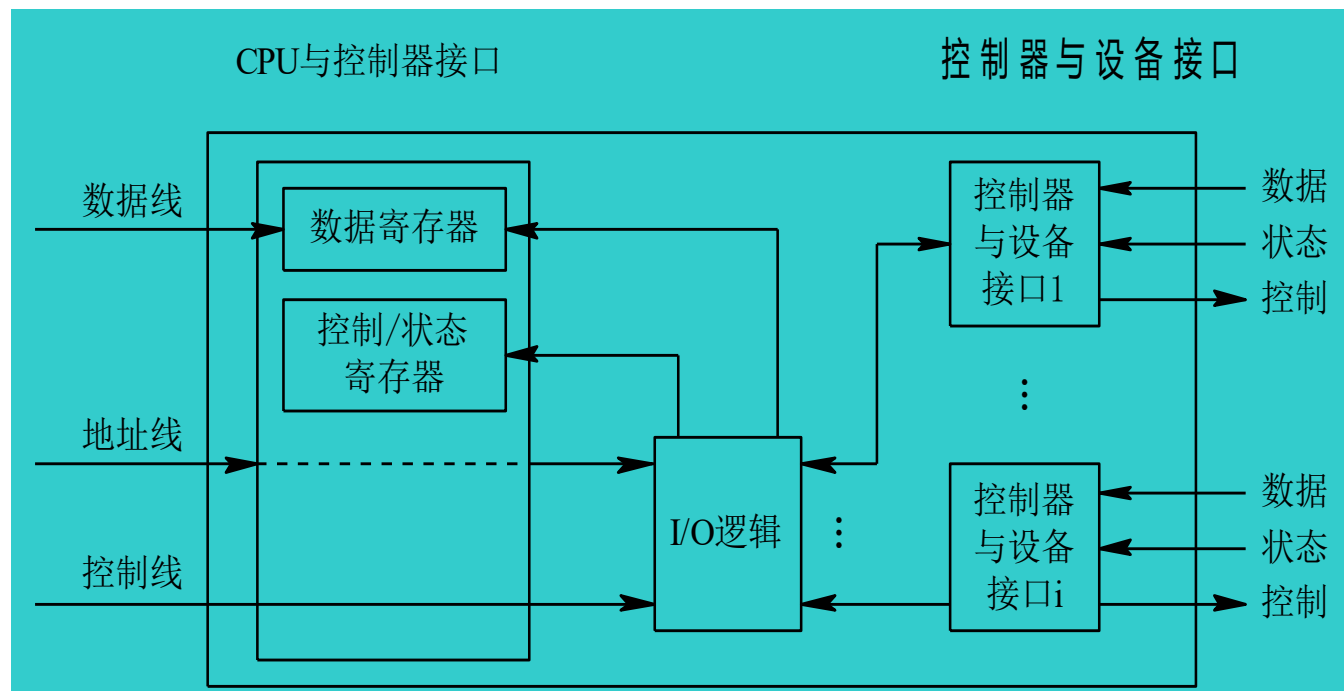 CPU与控制器接口
控制器与设备接口
数据线
数据寄存器
控制/状态
寄存器
地址线
控制线
I/O逻辑
⋮
控制器
与设备
接口1
数据
状态
控制
⋮
控制器
与设备
接口i
数据
状态
控制